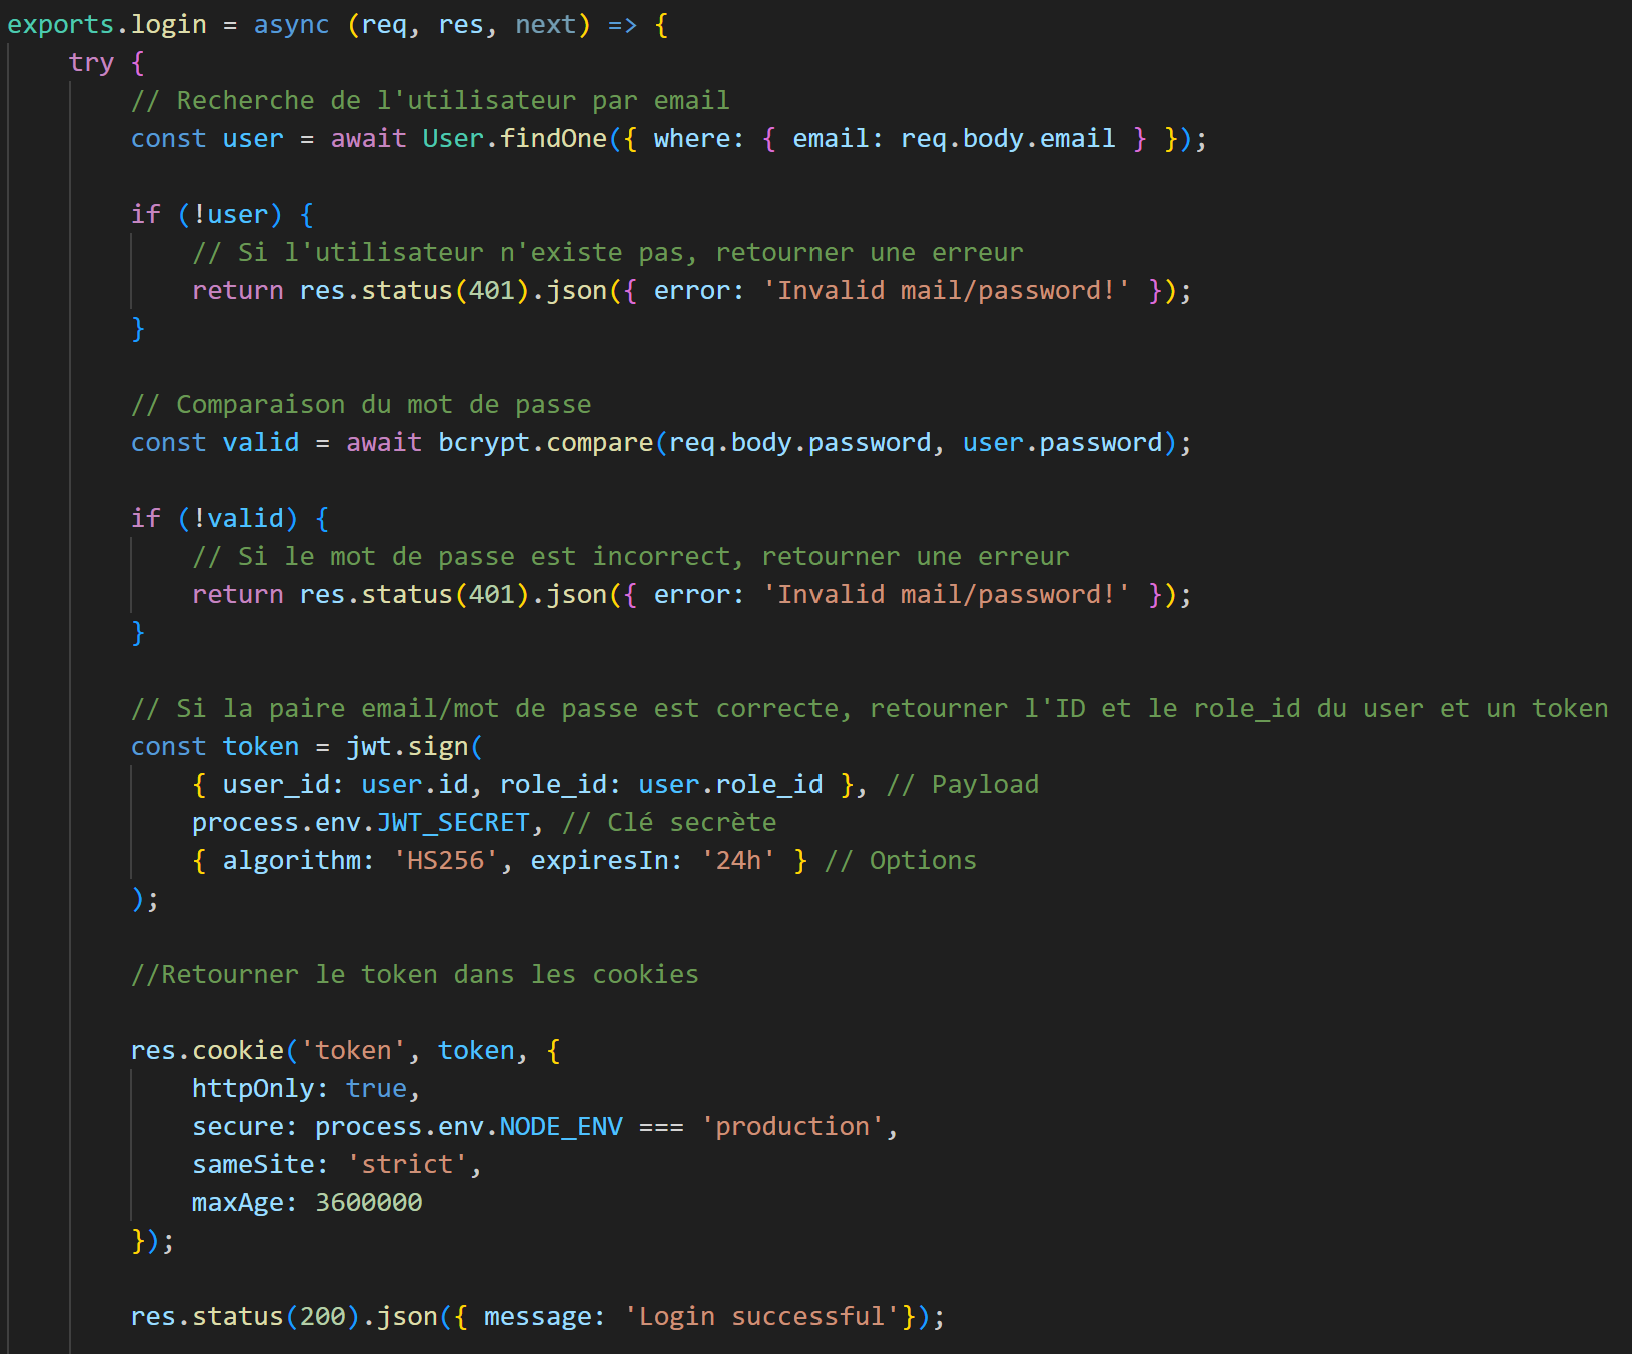 exports.login = async (req, res, next) => {
try {
// Recherche de l'utilisateur par email
const user = await User.findOne({ where: { email: req.body.email } });
if (!user) {
// Si l'utilisateur n'existe pas, retourner une erreur
return res.status(401).json({ error: 'Invalid mail/password!' });
}
// Comparaison du mot de passe
const valid = await bcrypt.compare(req.body.password, user.password);
if (!valid) {
// Si le mot de passe est incorrect, retourner une erreur
return res.status(401).json({ error: 'Invalid mail/password!' });
}
// Si la paire email/mot de passe est correcte, retourner l'ID et le role_id du user et un token
const token = jwt.sign(
{ user_id: user.id, role_id: user.role_id }, // Payload
process.env.JWT_SECRET, // Clé secrète
{ algorithm: 'HS256', expiresIn: '24h' } // Options
);
//Retourner le token dans les cookies
res.cookie('token', token, {
httpOnly: true,
secure: process.env.NODE_ENV === 'production',
sameSite: 'strict',
maxAge: 3600000
});
res.status(200).json({ message: 'Login successful'});